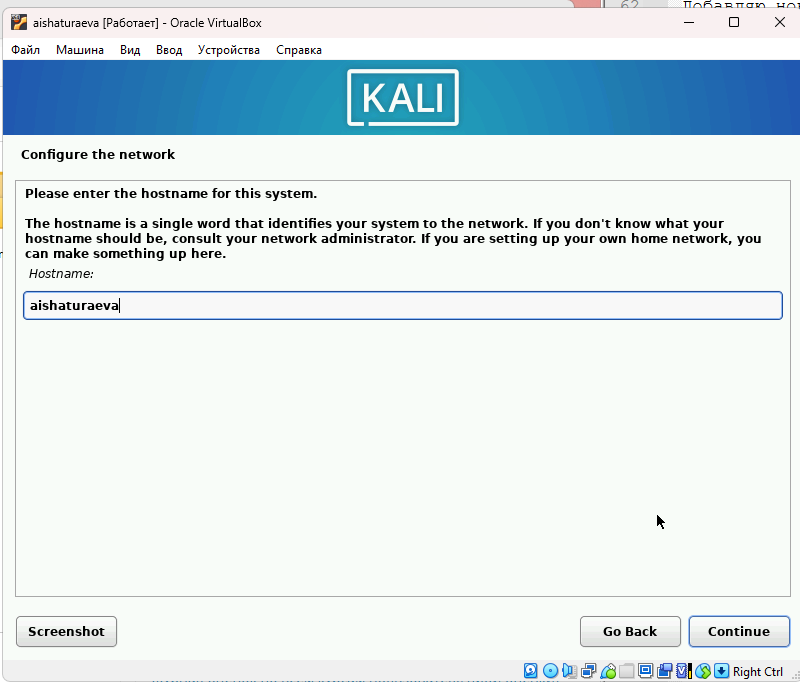 62
Добавляю
aishaturaeva [Работает] - Oracle VirtualBox
Файл Машина Вид Ввод Устройства Справка
KALI
Configure the network
Please enter the hostname for this system.
The hostname is a single word that identifies your system to the network. If you don't know what your
hostname should be, consult your network administrator. If you are setting up your own home network, you
can make something up here.
Hostname:
aishaturaeva
Screenshot Go Back Continue
Right Ctrl